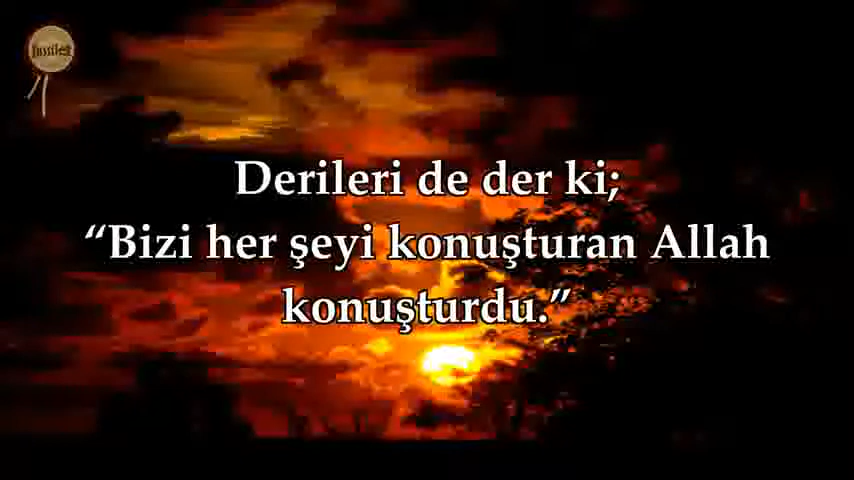 Derileri de der ki;
“Bizi her şeyi konuşturan Allah
konuşturdu.”